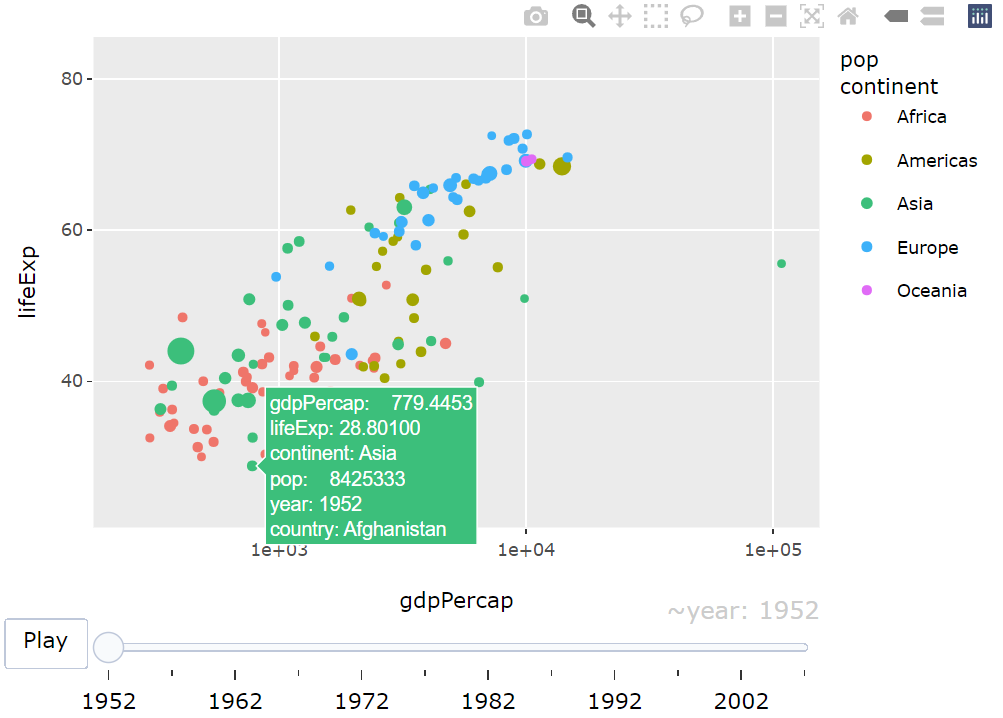 pop
continent
Africa
Americas
Asia
Europe
Oceania
80
60
40
lifeExp
gdpPercap: 779.4453
lifeExp: 28.80100
continent: Asia
pop: 8425333
year: 1952
country: Afghanistan
1e+03 1e+04 1e+05
gdpPercap
~year: 1952
Play
1952 1962 1972 1982 1992 2002